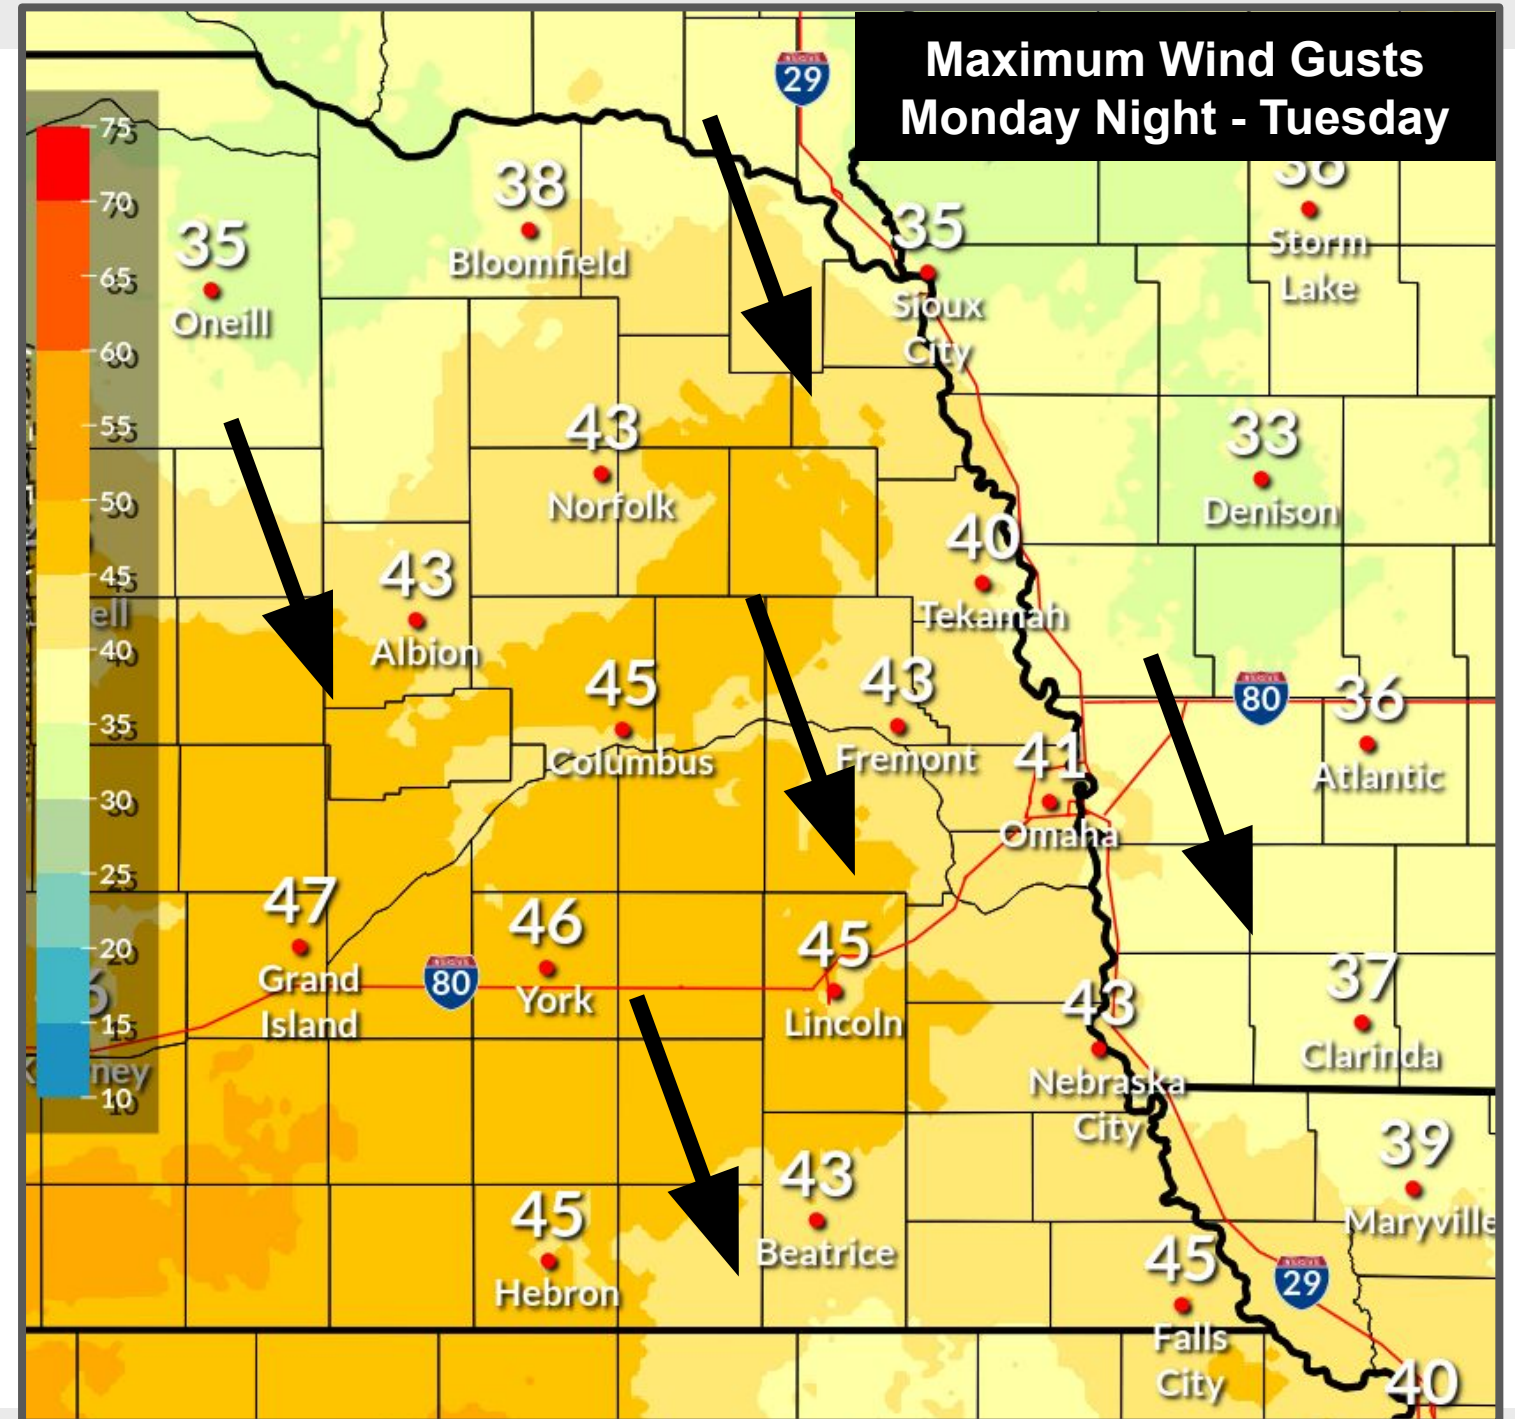 Maximum Wind Gusts
Monday Night - Tuesday
29
75
70
65
60
55
50
45
40
35
30
25
20
15
10
38
Bloomfield
35
Oneill
35
Sioux
City
Storm
Lake
43
Norfolk
33
Denison
40
Tekamah
43
Albion
45
Columbus
43
Fremont
80
36
Atlantic
41
Omaha
47
Grand
Island
80
46
York
45
Lincoln
43
Nebraska
City
37
Clarinda
39
Maryville
45
Hebron
43
Beatrice
45
Falls
City
29
40